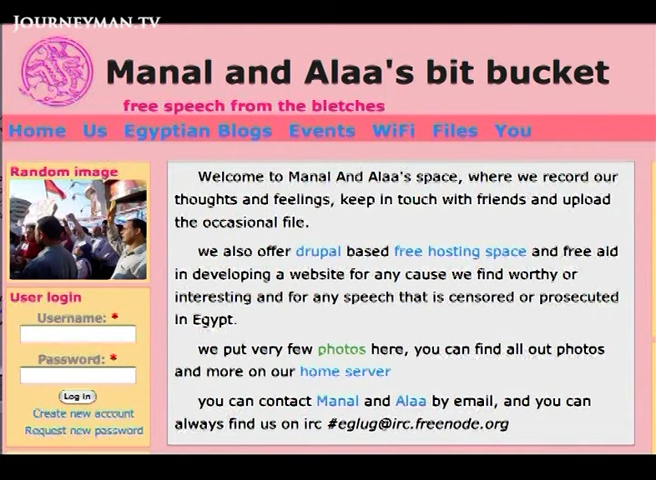 JOURNEYMAN.TV
Manal and Alaa's bit bucket
free speech from the bletches
Home Us Egyptian Blogs Events WiFi Files You
Random image
User login
Username: *
Password: *
Log in
Create new account
Request new password
Welcome to Manal And Alaa's space, where we record our
thoughts and feelings, keep in touch with friends and upload
the occasional file.
we also offer drupal based free hosting space and free aid
in developing a website for any cause we find worthy or
interesting and for any speech that is censored or prosecuted
in Egypt.
we put very few photos here, you can find all out photos
and more on our home server
you can contact Manal and Alaa by email, and you can
always find us on irc #eglug@irc.freenode.org